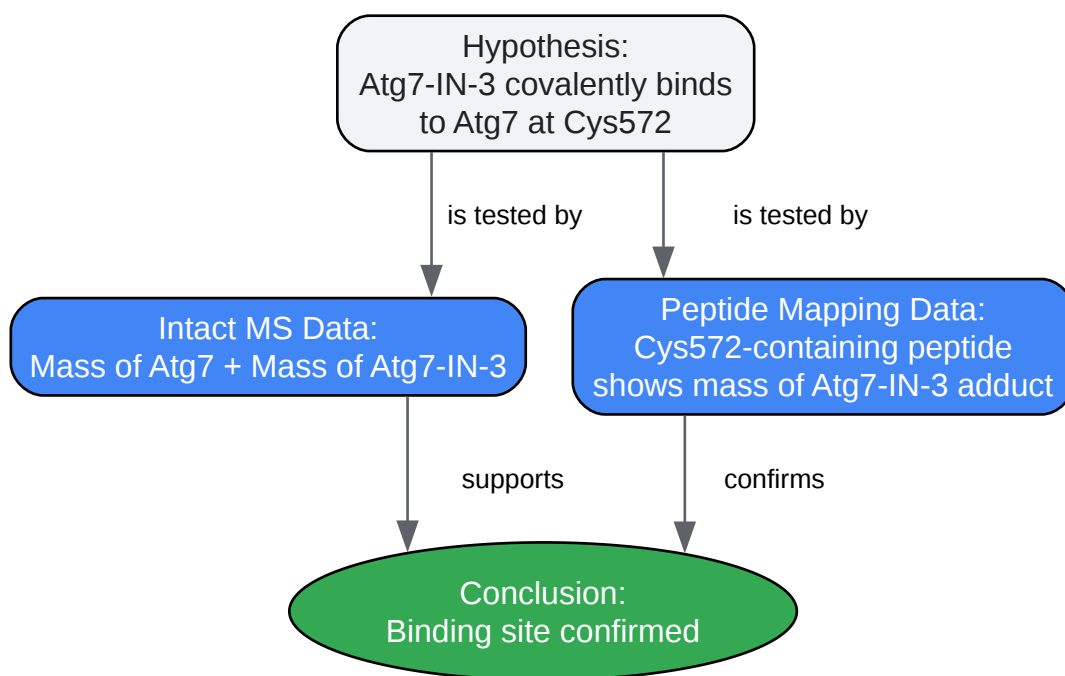 Hypothesis:
Atg7-IN-3 covalently binds
to Atg7 at Cys572
is tested by
is tested by
Intact MS Data:
Mass of Atg7 + Mass of Atg7-IN-3
Peptide Mapping Data:
Cys572-containing peptide
shows mass of Atg7-IN-3 adduct
supports
confirms
Conclusion:
Binding site confirmed